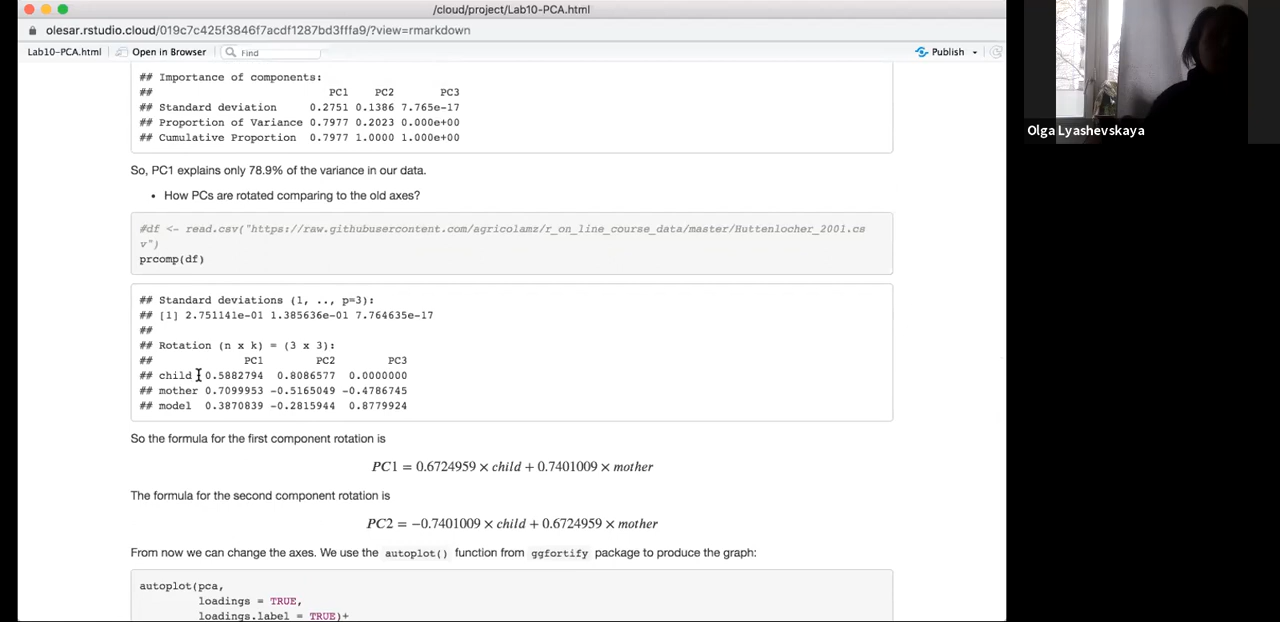 /cloud/project/Lab10-PCA.html
olesar.rstudio.cloud/019c7c425f3846f7acdf1287bd3fffa9/?view=rmarkdown
Lab10-PCA.html Open in Browser Find Publish
## Importance of components:
## PC1 PC2 PC3
## Standard deviation 0.2751 0.1386 7.765e-17
## Proportion of Variance 0.7977 0.2023 0.000e+00
## Cumulative Proportion 0.7977 1.0000 1.000e+00
So, PC1 explains only 78.9% of the variance in our data.
• How PCs are rotated comparing to the old axes?
#df <- read.csv("https://raw.githubusercontent.com/agricolamz/r_on_line_course_data/master/Huttenlocher_2001.cs
v")
prcomp(df)
## Standard deviations (1, .., p=3):
## [1] 2.751141e-01 1.385636e-01 7.764635e-17
##
## Rotation (n x k) = (3 x 3):
## PC1 PC2 PC3
## child 0.5882794 0.8086577 0.0000000
## mother 0.7099953 -0.5165049 -0.4786745
## model 0.3870839 -0.2815944 0.8779924
So the formula for the first component rotation is
PC1 = 0.6724959 × child + 0.7401009 × mother
The formula for the second component rotation is
PC2 = −0.7401009 × child + 0.6724959 × mother
From now we can change the axes. We use the autoplot() function from ggfortify package to produce the graph:
autoplot(pca,
loadings = TRUE,
loadings.label = TRUE)+
Olga Lyashevskaya